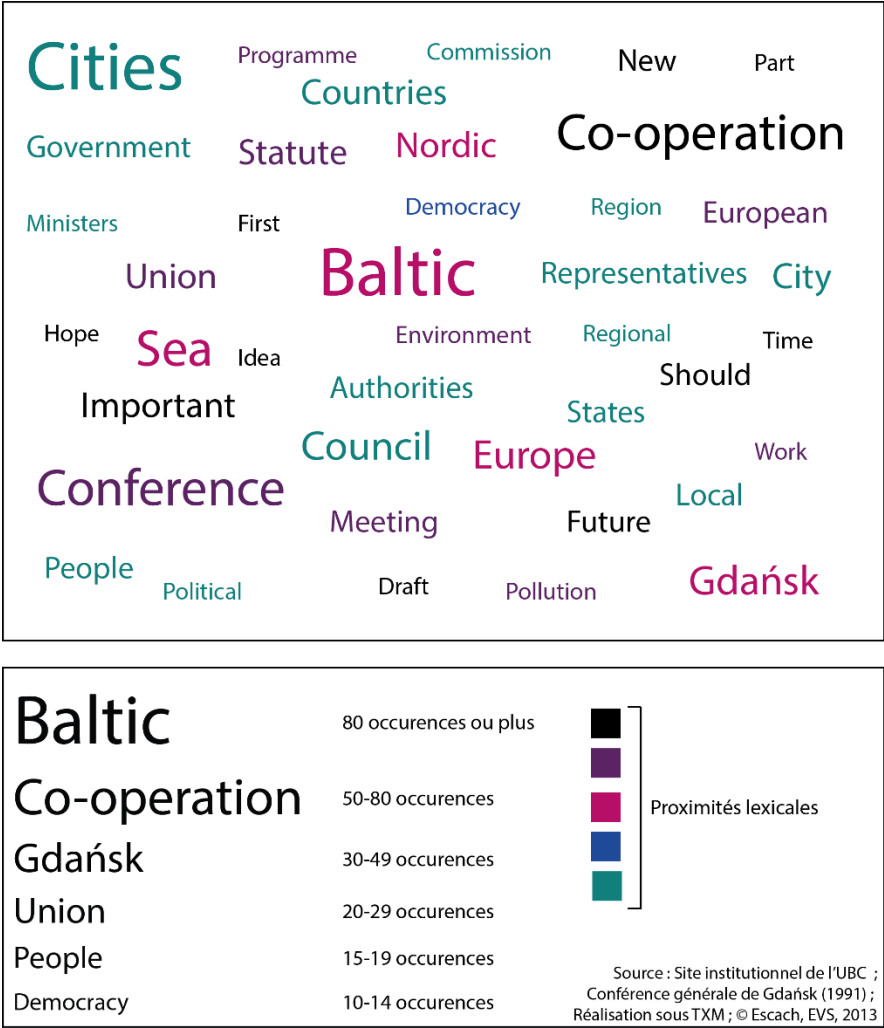 Cities Programme Commission New Part
Countries
Government Statute Nordic Co-operation
Ministers First Democracy Region European
Union Baltic Representatives City
Hope Sea Idea Environment Regional Time
Important Authorities States Should
Conference Council Europe Work
Meeting Future Local
People Political Draft Pollution Gdańsk
Baltic 80 occurences ou plus
Co-operation 50-80 occurences
Proximités lexicales
Gdańsk 30-49 occurences
Union 20-29 occurences
People 15-19 occurences
Democracy 10-14 occurences
Source : Site institutionnel de l'UBC ;
Conférence générale de Gdańsk (1991) ;
Réalisation sous TXM ; © Escach, EVS, 2013